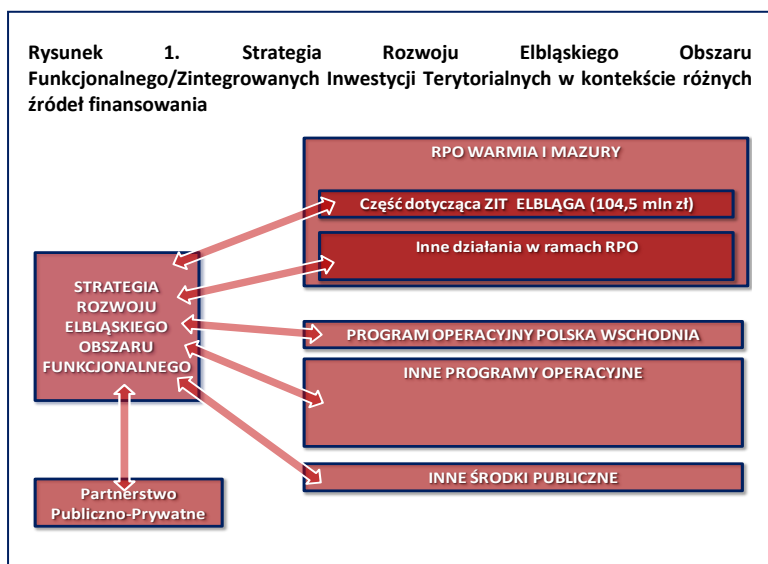 Rysunek 1. Strategia Rozwoju Elbląskiego Obszaru
Funkcjonalnego/Zintegrowanych Inwestycji Terytorialnych w kontekście różnych
źródeł finansowania
RPO WARMIA I MAZURY
Część dotycząca ZIT ELBLĄGA (104,5 mln zł)
Inne działania w ramach RPO
STRATEGIA
ROZWOJU
ELBLĄSKIEGO
OBSZARU
FUNKCJONALNEGO
PROGRAM OPERACYJNY POLSKA WSCHODNIA
INNE PROGRAMY OPERACYJNE
INNE ŚRODKI PUBLICZNE
Partnerstwo
Publiczno-Prywatne